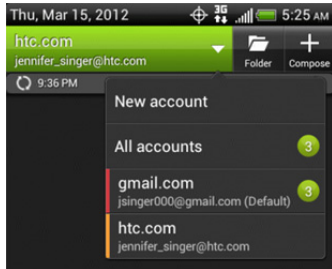 Thu, Mar 15, 2012 3G 5:25 AM
htc.com
jennifer_singer@htc.com
Folder Compose
9:36 PM
New account
All accounts 3
gmail.com
jsinger000@gmail.com (Default) 3
htc.com
jennifer_singer@htc.com